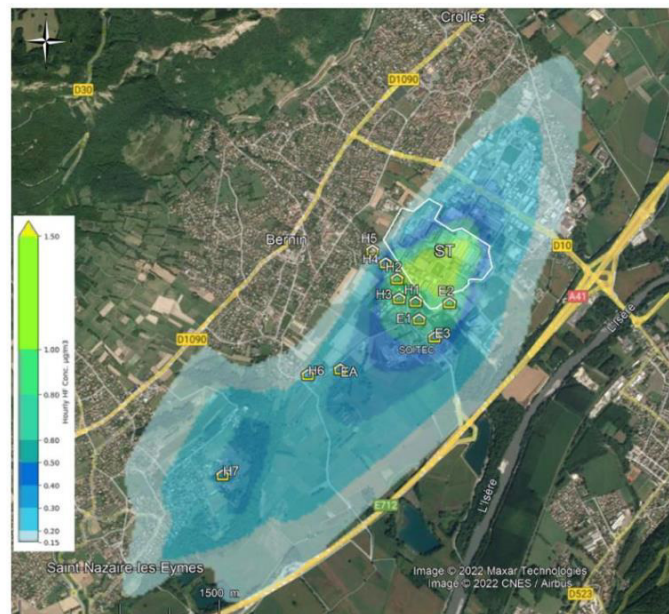 Crolles
D30
D1090
Bernin
H5
H4
H2
ST
D10
H3
H1
E2
A41
E1
E3
SOITEC
L'Isère
D1090
H6
EA
H7
E712
L'Isère
Saint-Nazaire-les-Eymes
1500 m
Image © 2022 Maxar Technologies
Image © 2022 CNES / Airbus
D523
Hourly HF Conc. µg/m3
1.50
1.00
0.80
0.60
0.50
0.40
0.30
0.20
0.15